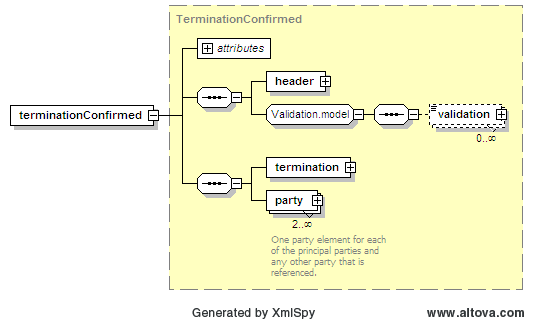 TerminationConfirmed
attributes
header
terminationConfirmed
Validation.model
validation
0..∞
termination
party
2..∞
One party element for each
of the principal parties and
any other party that is
referenced.
Generated by XmlSpy
www.altova.com